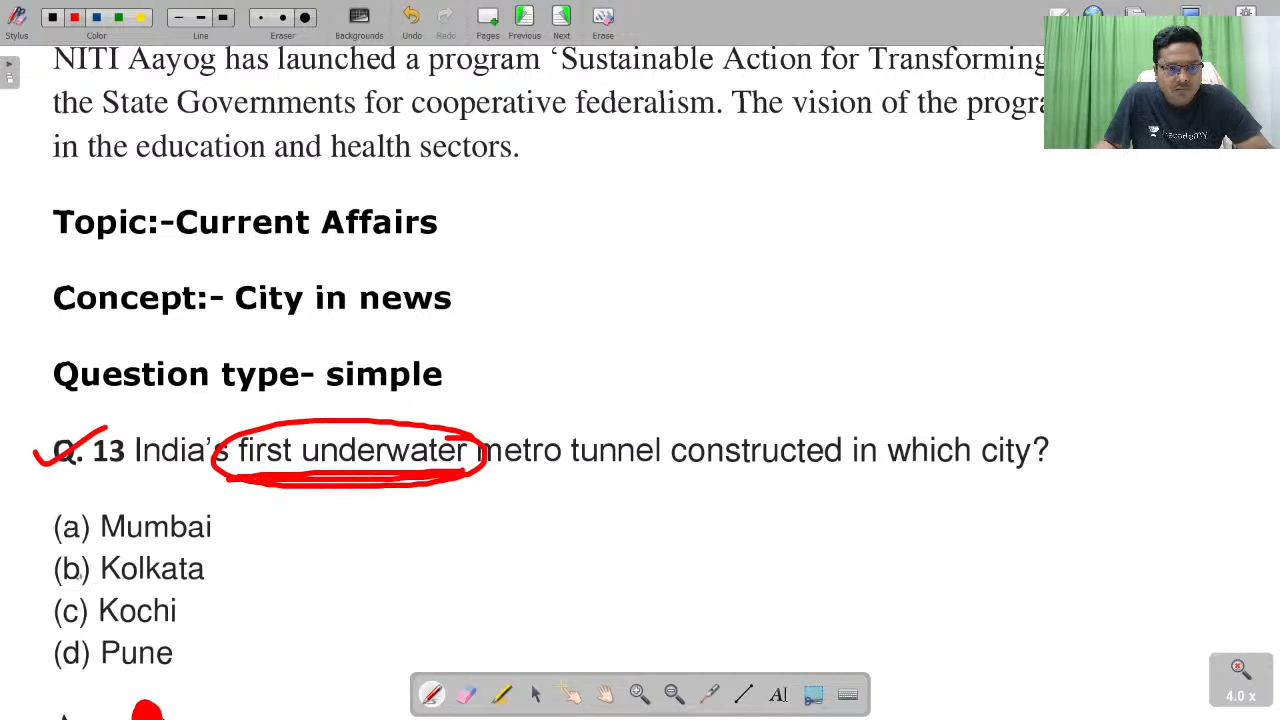 Stylus Color Line Eraser Backgrounds Undo Redo Pages Previous Next Erase
NITI Aayog has launched a program ‘Sustainable Action for Transforming
the State Governments for cooperative federalism. The vision of the progra
in the education and health sectors.
Topic:-Current Affairs
Concept:- City in news
Question type- simple
Q. 13 India’s first underwater metro tunnel constructed in which city?
(a) Mumbai
(b) Kolkata
(c) Kochi
(d) Pune
4.0 x